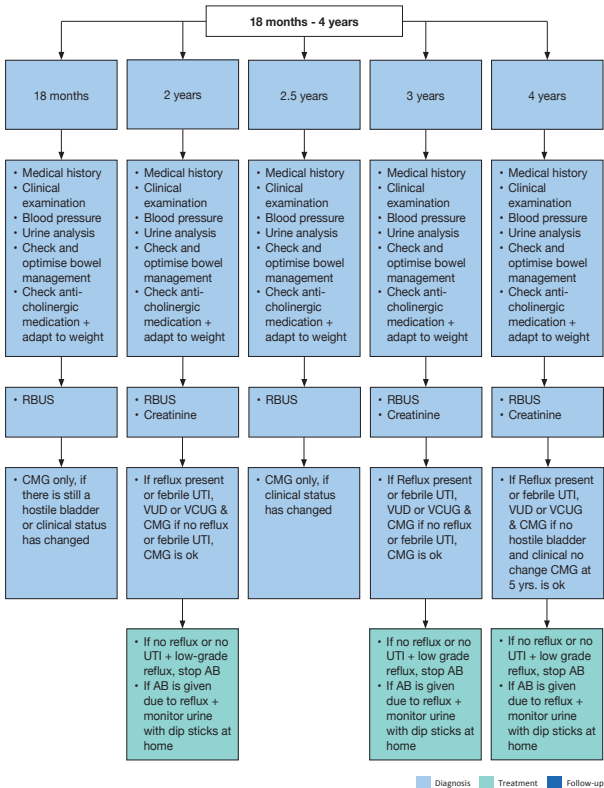 18 months - 4 years
18 months
2 years
2.5 years
3 years
4 years
• Medical history
• Clinical
examination
• Blood pressure
• Urine analysis
• Check and
optimise bowel
management
• Check anti-
cholinergic
medication +
adapt to weight
• Medical history
• Clinical
examination
• Blood pressure
• Urine analysis
• Check and
optimise bowel
management
• Check anti-
cholinergic
medication +
adapt to weight
• Medical history
• Clinical
examination
• Blood pressure
• Urine analysis
• Check and
optimise bowel
management
• Check anti-
cholinergic
medication +
adapt to weight
• Medical history
• Clinical
examination
• Blood pressure
• Urine analysis
• Check and
optimise bowel
management
• Check anti-
cholinergic
medication +
adapt to weight
• Medical history
• Clinical
examination
• Blood pressure
• Urine analysis
• Check and
optimise bowel
management
• Check anti-
cholinergic
medication +
adapt to weight
• RBUS
• RBUS
• Creatinine
• RBUS
• RBUS
• Creatinine
• RBUS
• Creatinine
• CMG only, if
there is still a
hostile bladder
or clinical status
has changed
• If reflux present
or febrile UTI,
VUD or VCUG &
CMG if no reflux
or febrile UTI,
CMG is ok
• CMG only, if
clinical status
has changed
• If Reflux present
or febrile UTI,
VUD or VCUG &
CMG if no reflux
or febrile UTI,
CMG is ok
• If Reflux present
or febrile UTI,
VUD or VCUG
& CMG if no
hostile bladder
and clinical no
change CMG at
5 yrs. is ok
• If no reflux or no
UTI + low-grade
reflux, stop AB
• If AB is given
due to reflux +
monitor urine
with dip sticks at
home
• If no reflux or no
UTI + low grade
reflux, stop AB
• If AB is given
due to reflux +
monitor urine
with dip sticks at
home
• If no reflux or no
UTI + low grade
reflux, stop AB
• If AB is given
due to reflux +
monitor urine
with dip sticks at
home
Diagnosis
Treatment
Follow-up